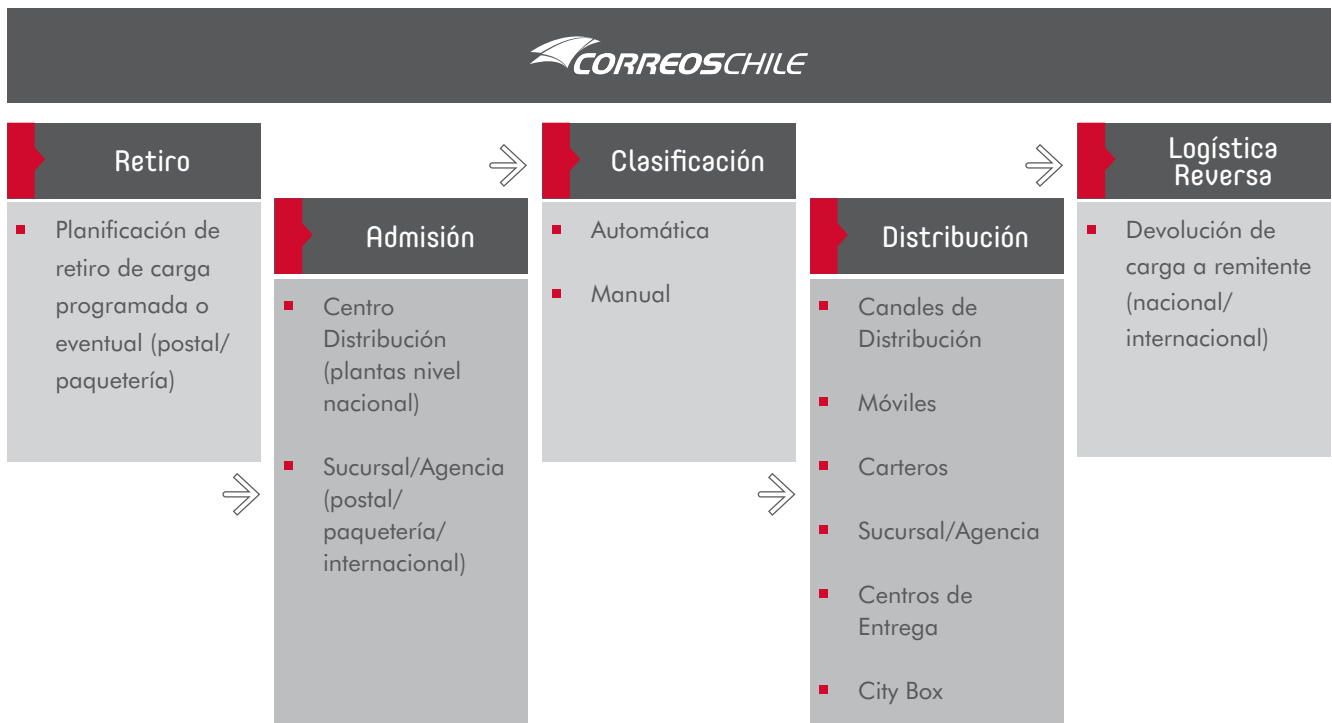 CORREOSCHILE
Retiro
Planificación de
retiro de carga
programada o
eventual (postal/
paquetería)
Admisión
Centro
Distribución
(plantas nivel
nacional)
Sucursal/Agencia
(postal/
paquetería/
internacional)
Clasificación
Automática
Manual
Distribución
Canales de
Distribución
Móviles
Carteros
Sucursal/Agencia
Centros de
Entrega
City Box
Logística
Reversa
Devolución de
carga a remitente
(nacional/
internacional)